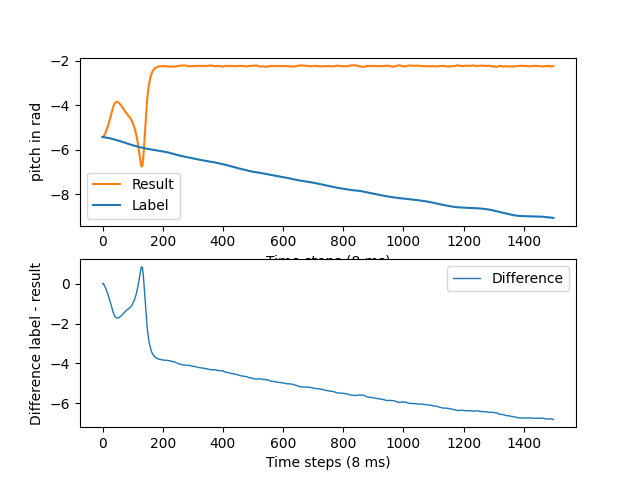 −2
−4
−6
−8
pitch in rad
Result
Label
0 200 400 600 800 1000 1200 1400
Time steps (8 ms)
0
−2
−4
−6
Difference label - result
Difference
0 200 400 600 800 1000 1200 1400
Time steps (8 ms)